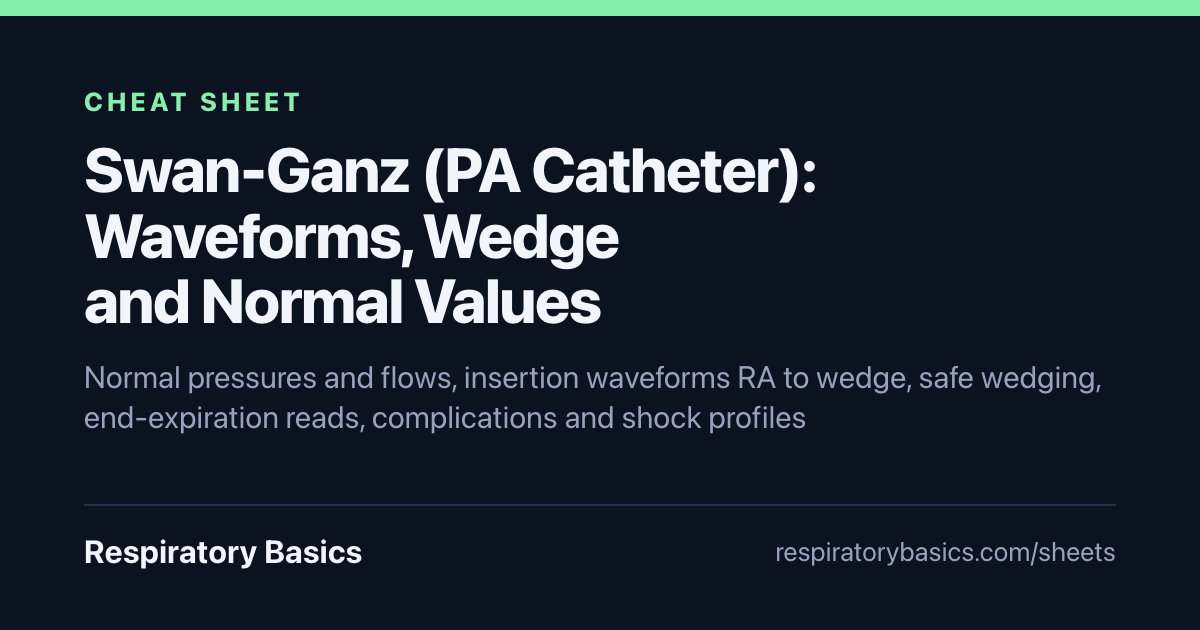 CHEAT SHEET
Swan-Ganz (PA Catheter):
Waveforms, Wedge
and Normal Values
Normal pressures and flows, insertion waveforms RA to wedge, safe wedging,
end-expiration reads, complications and shock profiles
Respiratory Basics
respiratorybasics.com/sheets